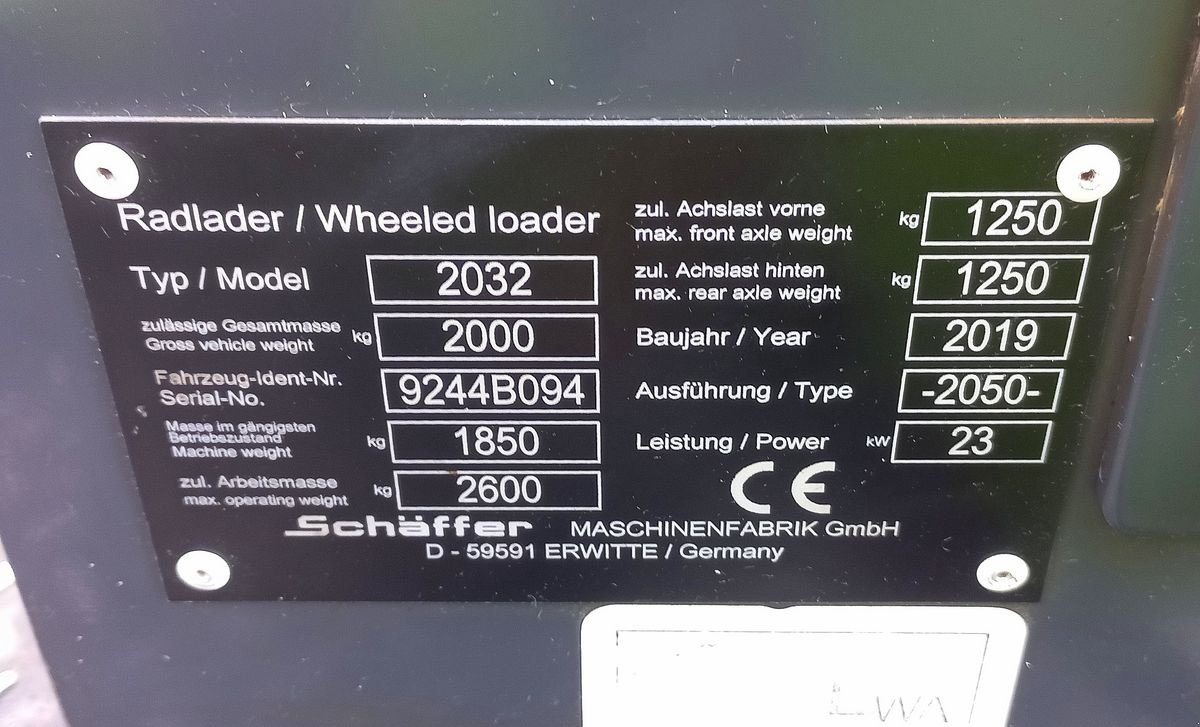 Radlader / Wheeled loader
Typ / Model 2032
zulässige Gesamtmasse
Gross vehicle weight kg 2000
Fahrzeug-Ident-Nr.
Serial-No. 9244B094
Masse im gängigsten
Betriebszustand
Machine weight kg 1850
zul. Arbeitsmasse
max. operating weight kg 2600
zul. Achslast vorne
max. front axle weight kg 1250
zul. Achslast hinten
max. rear axle weight kg 1250
Baujahr / Year 2019
Ausführung / Type -2050-
Leistung / Power kW 23
CE
Schäffer MASCHINENFABRIK GmbH
D - 59591 ERWITTE / Germany
LWA